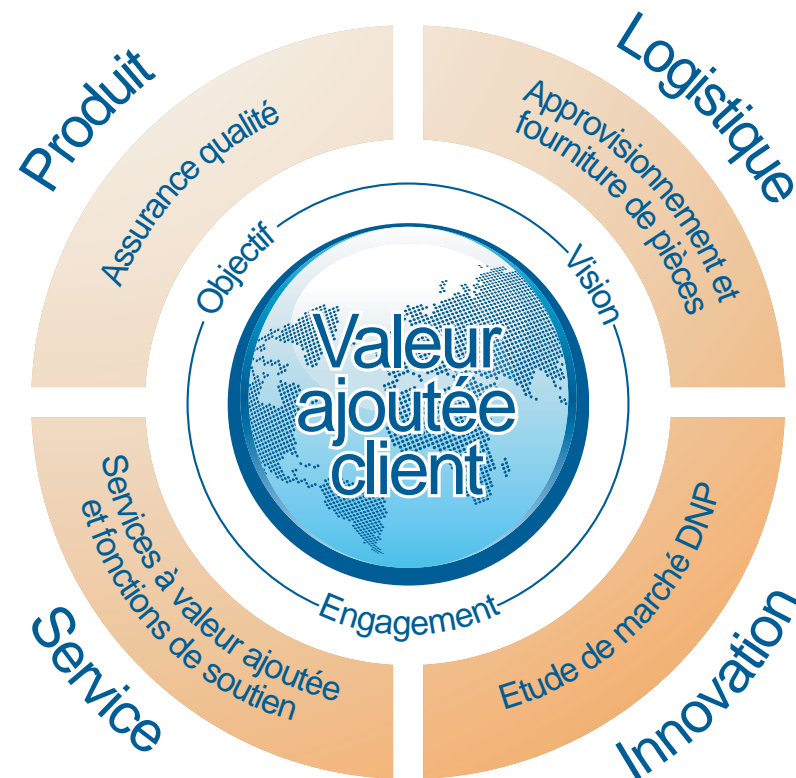 Produit
Assurance qualité
Logistique
Approvisionnement et
fourniture de pièces
Objectif
Vision
Valeur
ajoutée
client
Engagement
Services à valeur ajoutée
et fonctions de soutien
Service
Etude de marché DNP
Innovation